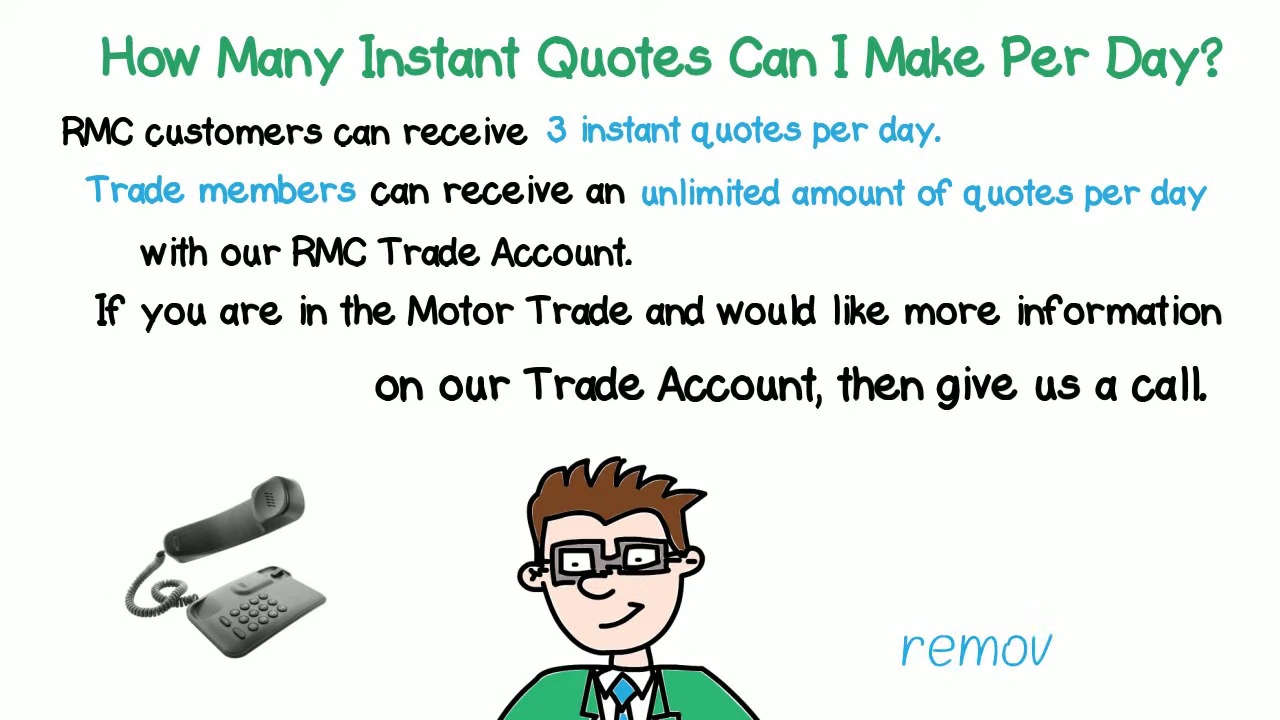 How Many Instant Quotes Can I Make Per Day?
RMC customers can receive 3 instant quotes per day.
Trade members can receive an unlimited amount of quotes per day
with our RMC Trade Account.
If you are in the Motor Trade and would like more information
on our Trade Account, then give us a call.
remov